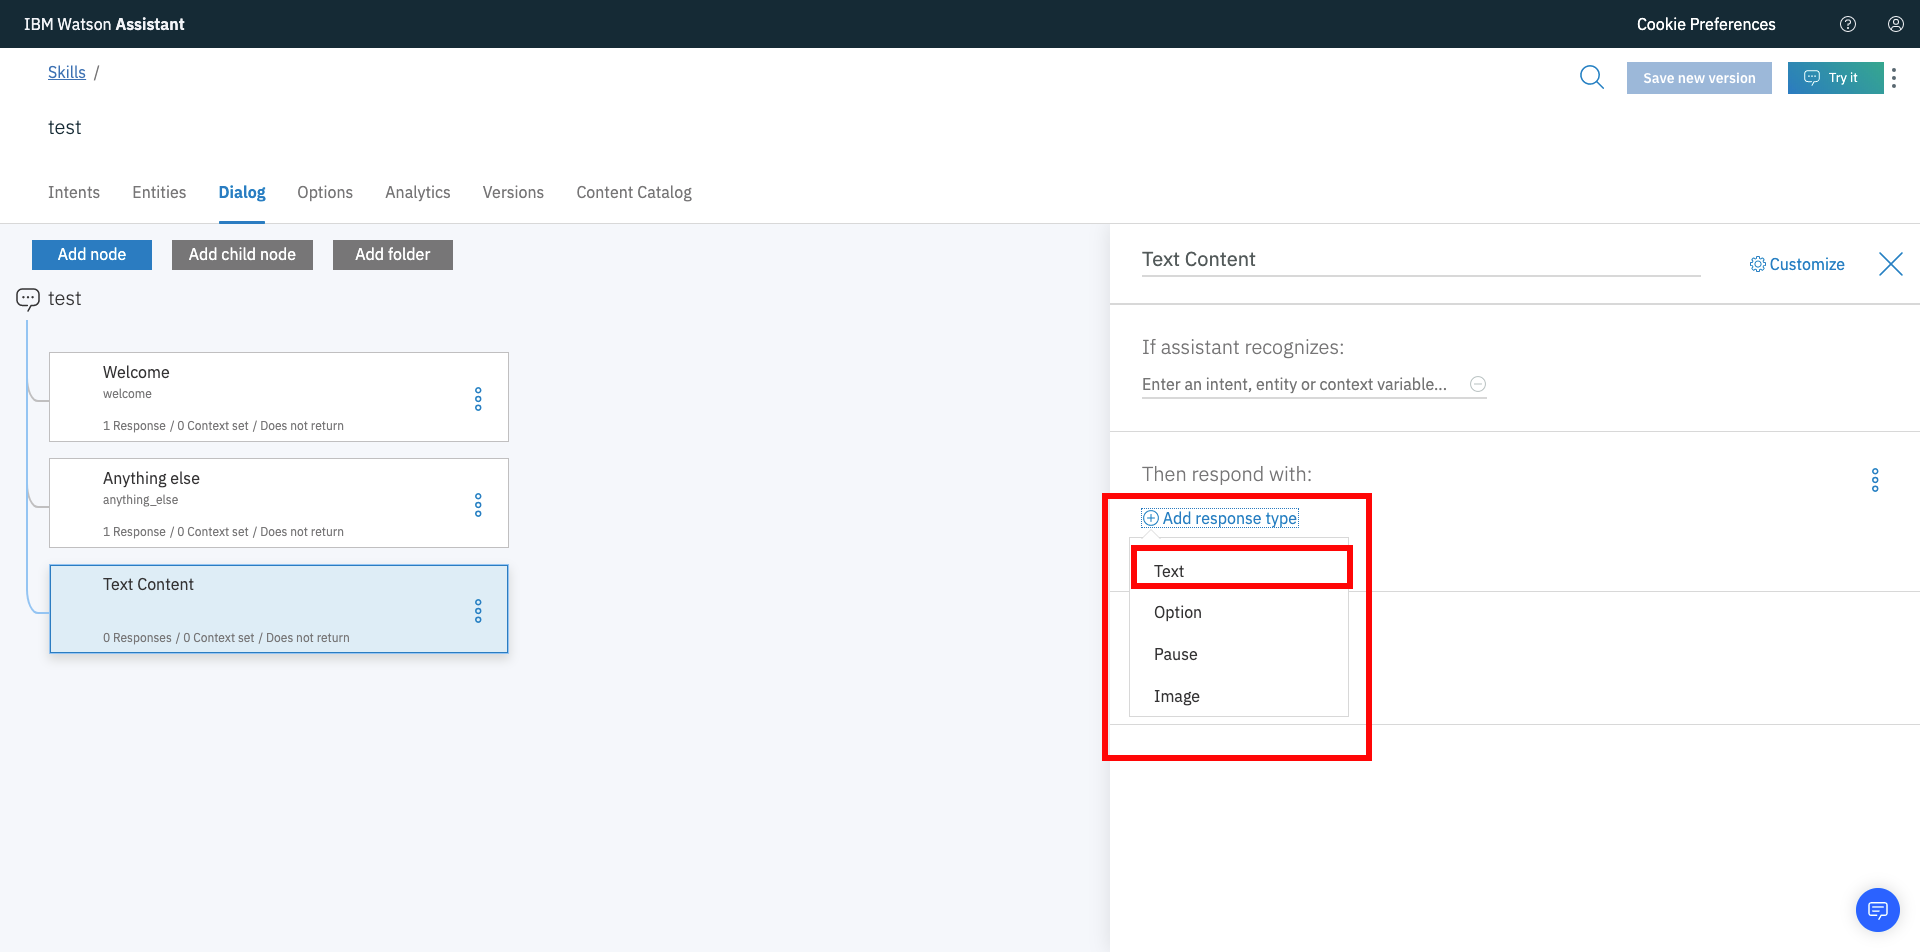 IBM Watson Assistant
Cookie Preferences
Skills /
Save new version
Try it
test
Intents
Entities
Dialog
Options
Analytics
Versions
Content Catalog
Add node
Add child node
Add folder
test
Welcome
welcome
1 Response / 0 Context set / Does not return
Anything else
anything_else
1 Response / 0 Context set / Does not return
Text Content
0 Responses / 0 Context set / Does not return
Text Content
Customize
If assistant recognizes:
Enter an intent, entity or context variable...
Then respond with:
Add response type
Text
Option
Pause
Image